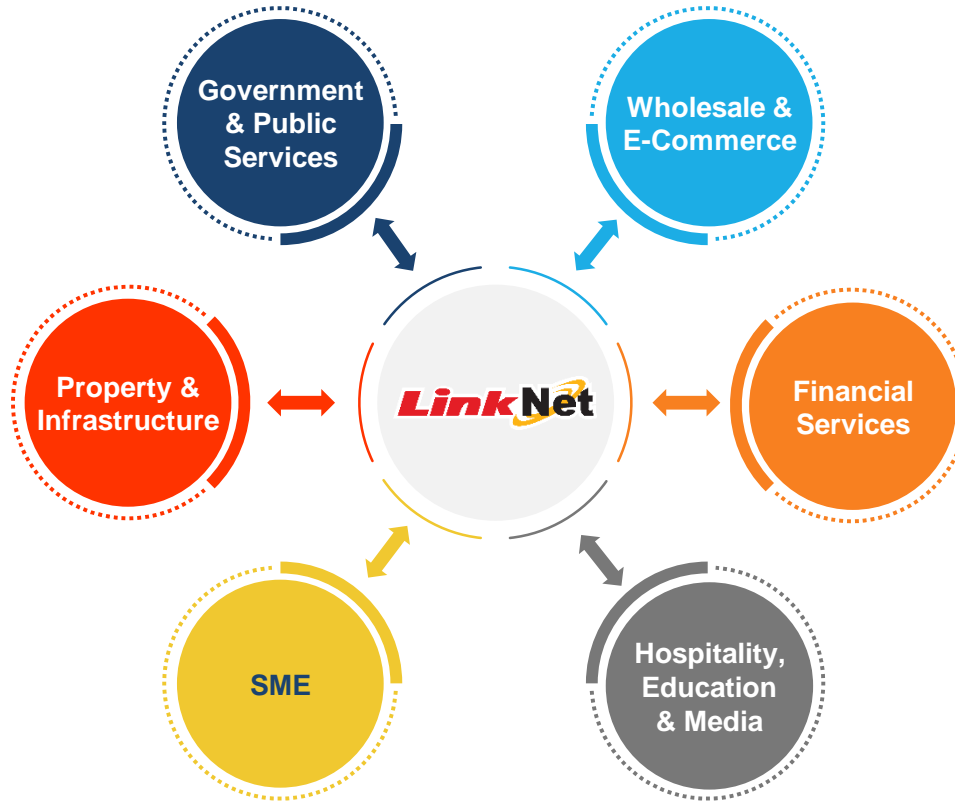 Government
& Public
Services
Wholesale &
E-Commerce
Property &
Infrastructure
LinkNet
Financial
Services
SME
Hospitality,
Education
& Media